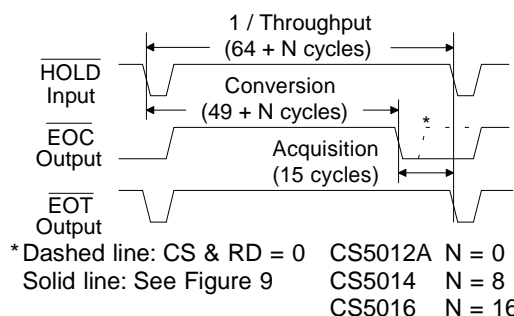 1 / Throughput
(64 + N cycles)
HOLD
Input
Conversion
(49 + N cycles)
*
EOC
Output
Acquisition
(15 cycles)
EOT
Output
*Dashed line: CS & RD = 0 CS5012A N = 0
Solid line: See Figure 9 CS5014 N = 8
CS5016 N = 16